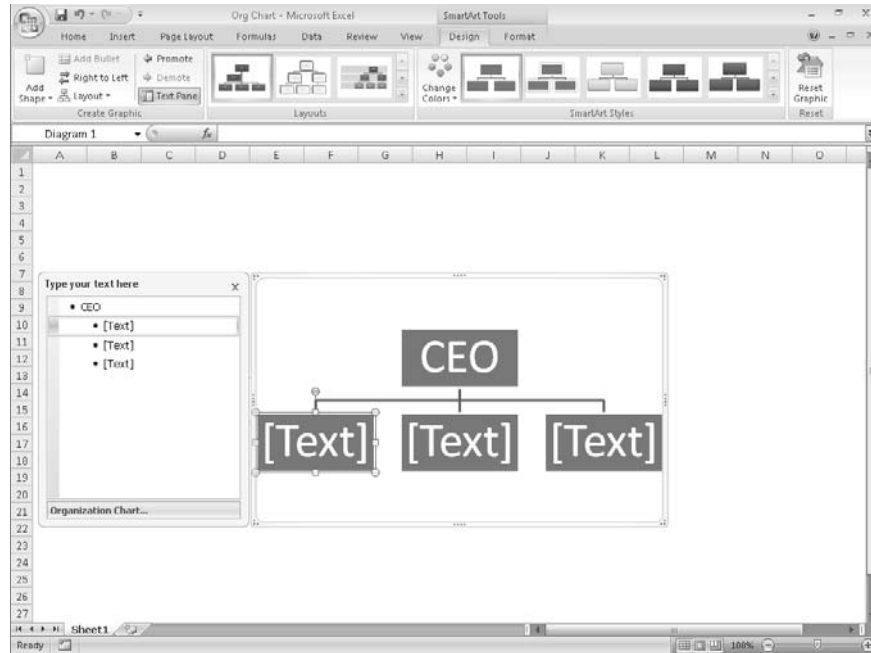 Org Chart - Microsoft Excel SmartArt Tools
Home Insert Page Layout Formulas Data Review View Design Format
Add Shape
Add Bullet
Right to Left
Layout
Promote
Demote
Text Pane
Change Colors
Reset Graphic
Create Graphic Layouts SmartArt Styles Reset
Diagram 1 fx
A B C D E F G H I J K L M N O
1
2
3
4
5
6
7
8
9
10
11
12
13
14
15
16
17
18
19
20
21
22
23
24
25
26
27
Type your text here X
• CEO
• [Text]
• [Text]
• [Text]
Organization Chart...
CEO
[Text] [Text] [Text]
Sheet1
Ready 100%